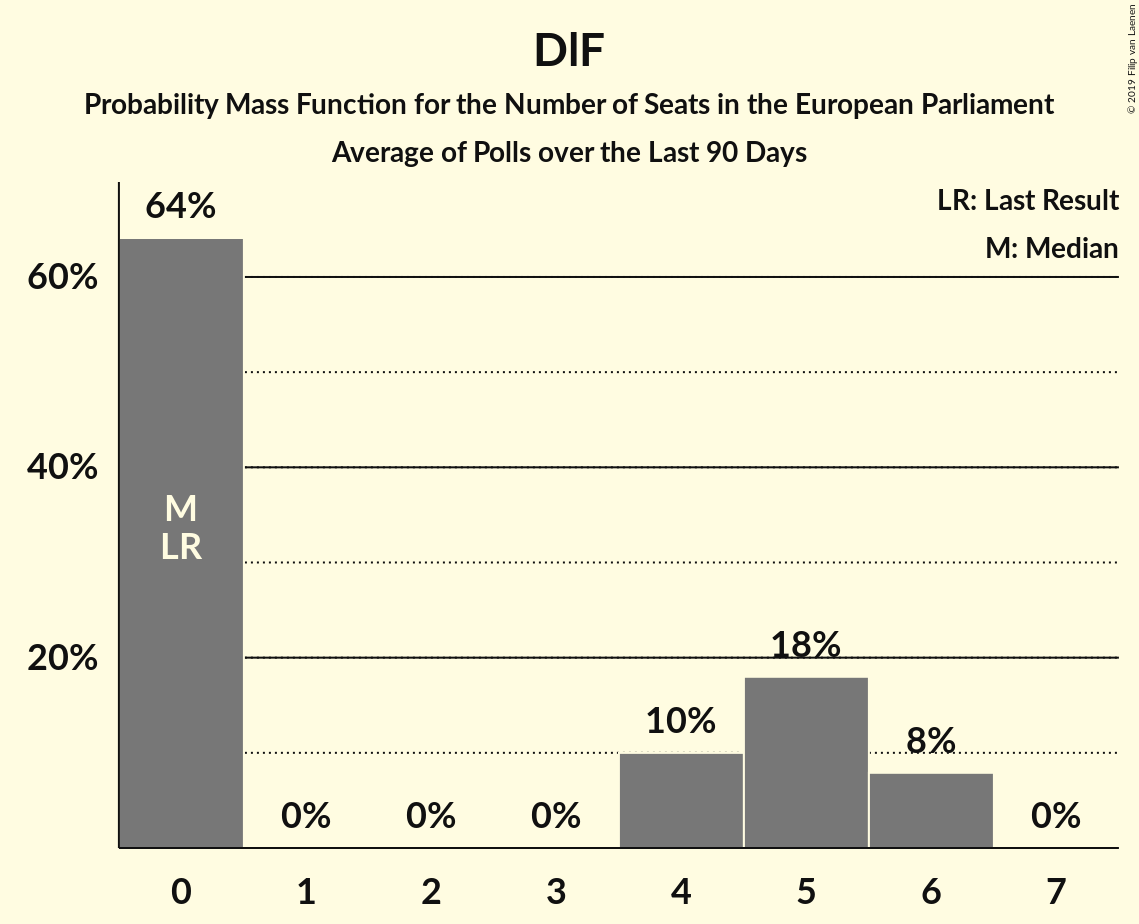 DIF
Probability Mass Function for the Number of Seats in the European Parliament
Average of Polls over the Last 90 Days
© 2019 Filip van Laenen
LR: Last Result
M: Median
64%
60%
40%
20%
M
LR
0%
0%
0%
10%
18%
8%
0%
0
1
2
3
4
5
6
7